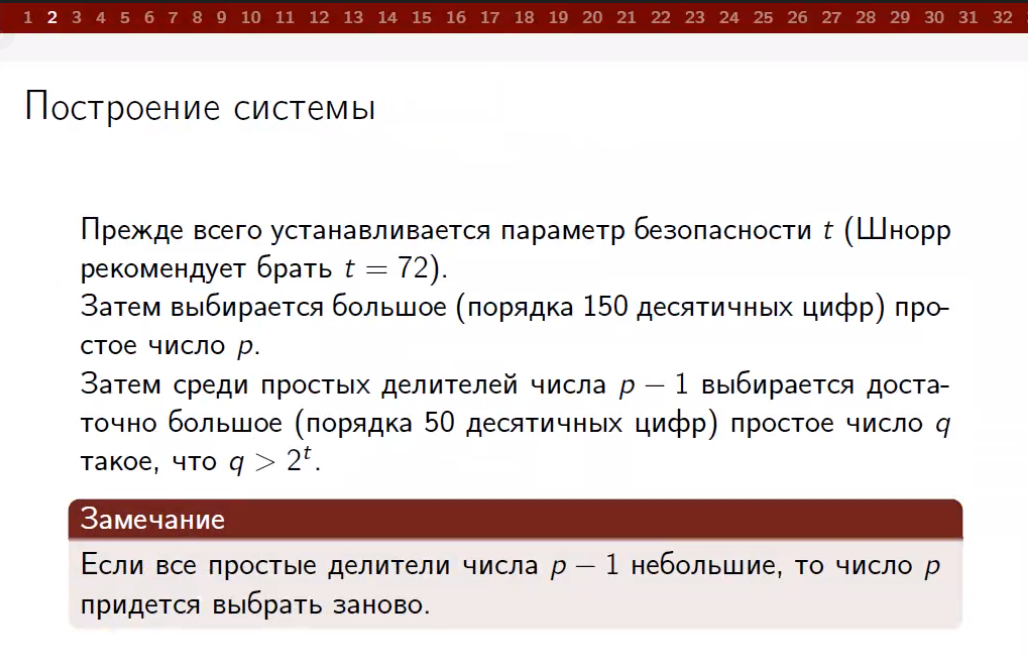 1 2 3 4 5 6 7 8 9 10 11 12 13 14 15 16 17 18 19 20 21 22 23 24 25 26 27 28 29 30 31 32
Построение системы
Прежде всего устанавливается параметр безопасности t (Шнорр
рекомендует брать t = 72).
Затем выбирается большое (порядка 150 десятичных цифр) про-
стое число p.
Затем среди простых делителей числа p − 1 выбирается доста-
точно большое (порядка 50 десятичных цифр) простое число q
такое, что q > 2^t.
Замечание
Если все простые делители числа p − 1 небольшие, то число p
придется выбрать заново.